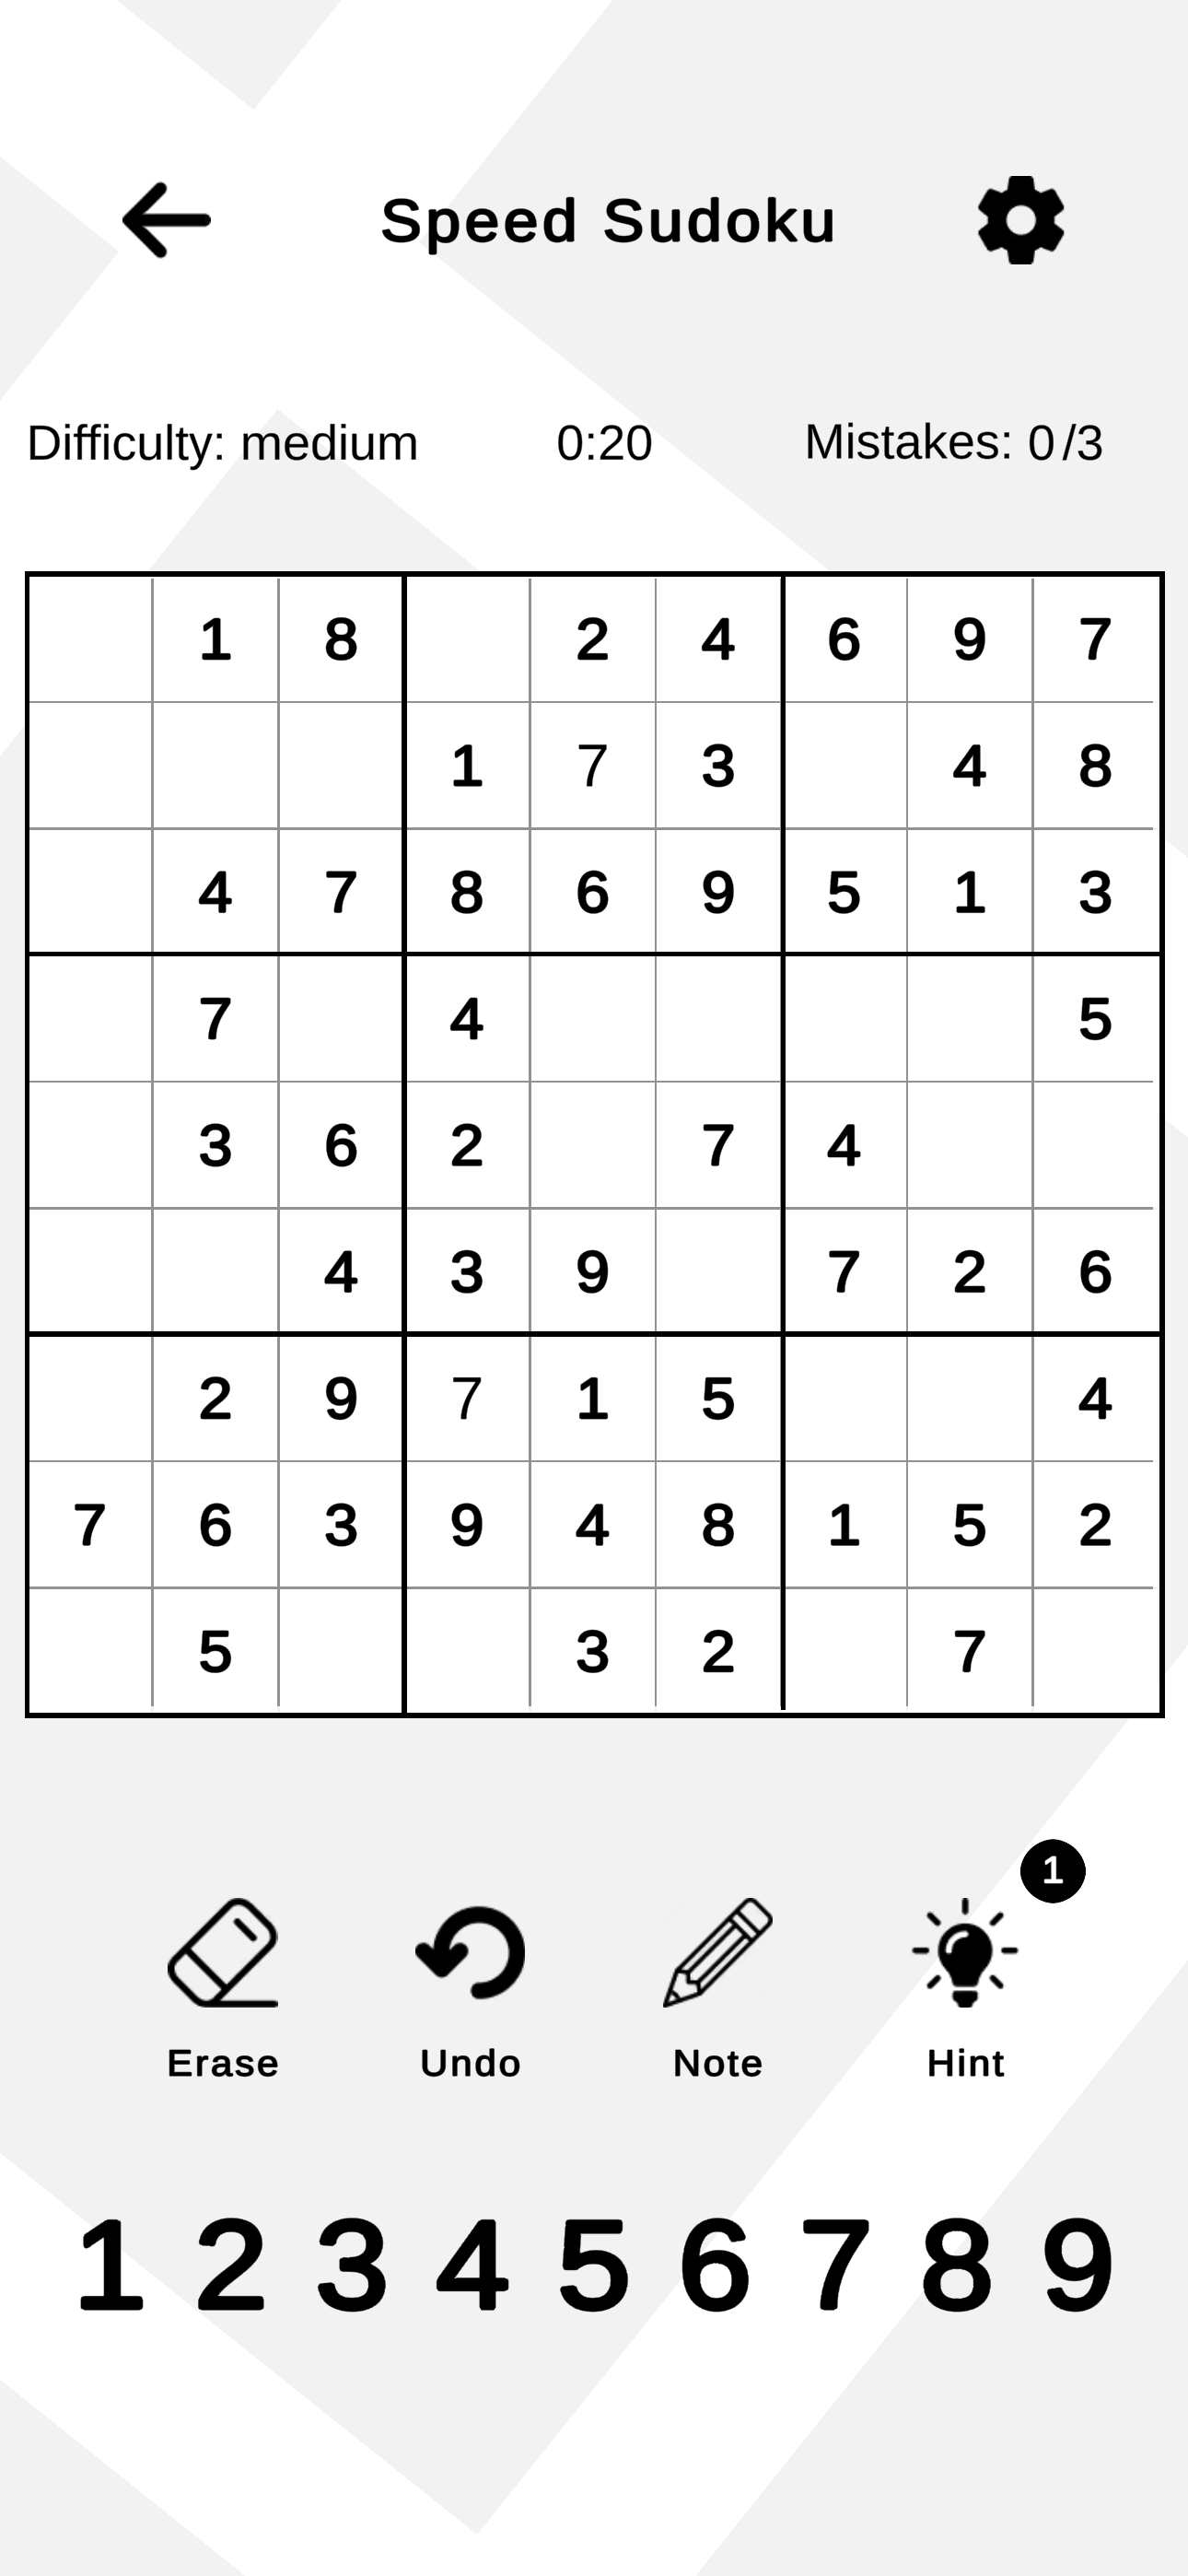 Speed Sudoku
Difficulty: medium 0:20 Mistakes: 0/3
1 8 2 4 6 9 7
1 7 3 4 8
4 7 8 6 9 5 1 3
7 4 5
3 6 2 7 4
4 3 9 7 2 6
2 9 7 1 5 4
7 6 3 9 4 8 1 5 2
5 3 2 7
1
Erase Undo Note Hint
1 2 3 4 5 6 7 8 9